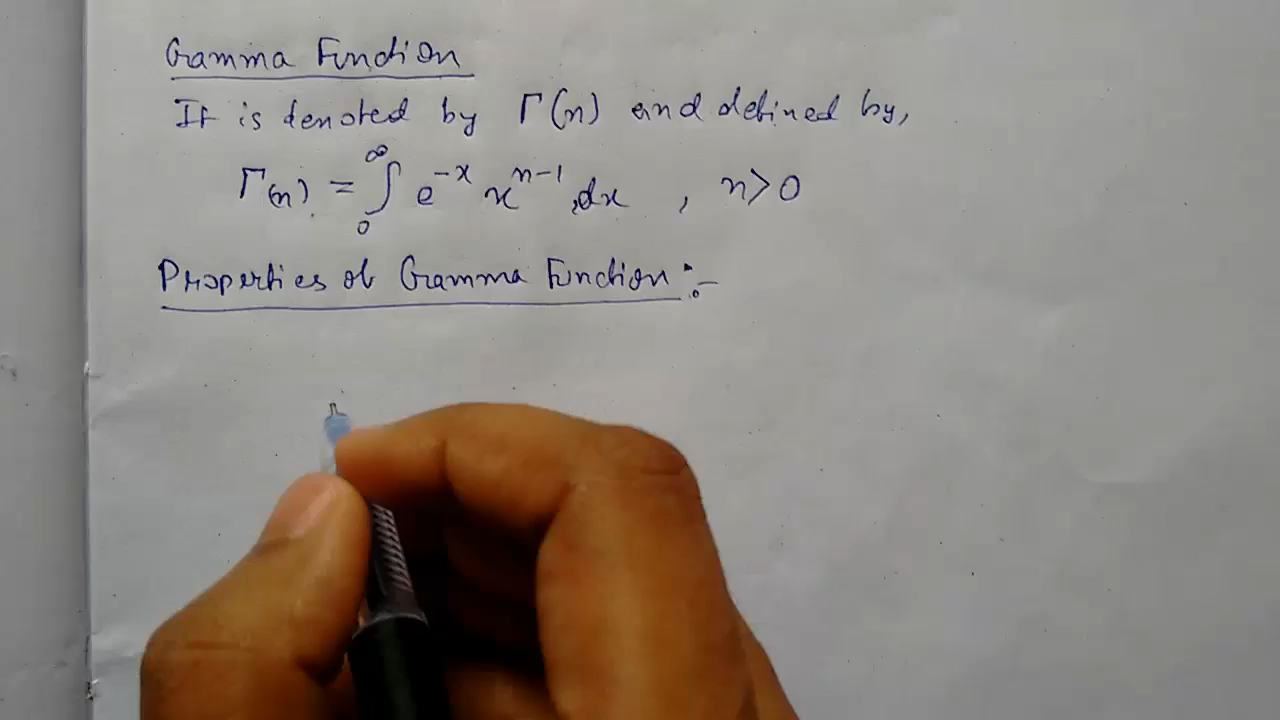 Gamma Function
It is denoted by Γ(n) and defined by,
Γ(n) = ∫₀^∞ e^{-x} x^{n-1} dx , n>0
Properties of Gamma Function :-